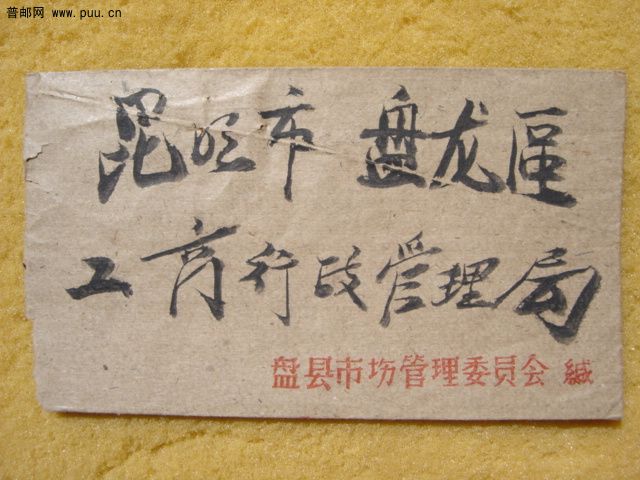 普邮网 www.puu.cn
昆明市 盘龙區
工商行政管理局
盘县市场管理委员会 缄